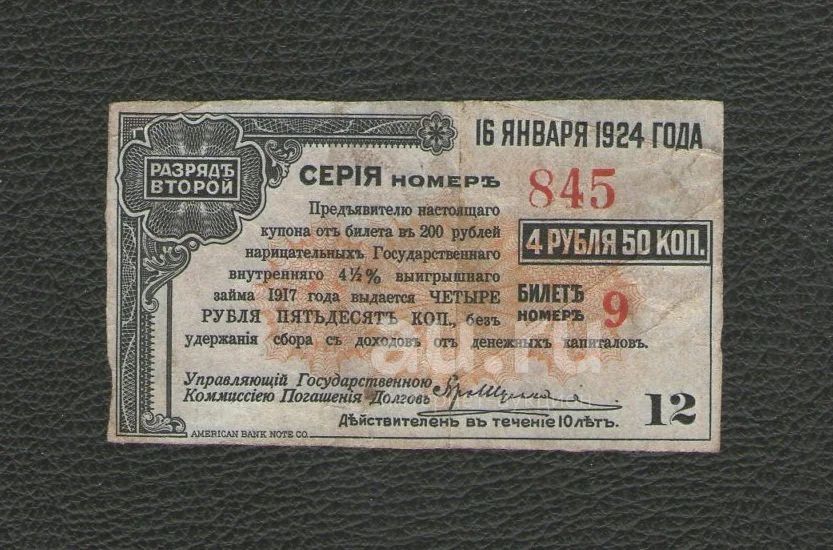 16 ЯНВАРЯ 1924 ГОДА
РАЗРЯДЪ
ВТОРОЙ
СЕРІЯ НОМЕРЪ 845
Предъявителю настоящаго
купона отъ билета въ 200 рублей
нарицательныхъ Государственнаго
внутренняго 4½% выигрышнаго
займа 1917 года выдается ЧЕТЫРЕ
РУБЛЯ ПЯТЬДЕСЯТЪ КОП., безъ
удержанія сбора съ доходовъ отъ денежныхъ капиталовъ.
4 РУБЛЯ 50 КОП.
БИЛЕТЪ
НОМЕРЪ 9
Управляющій Государственною
Коммиссіею Погашенія Долговъ
Дѣйствителенъ въ теченіе 10 лѣтъ.
12
AMERICAN BANK NOTE CO.
au.ru